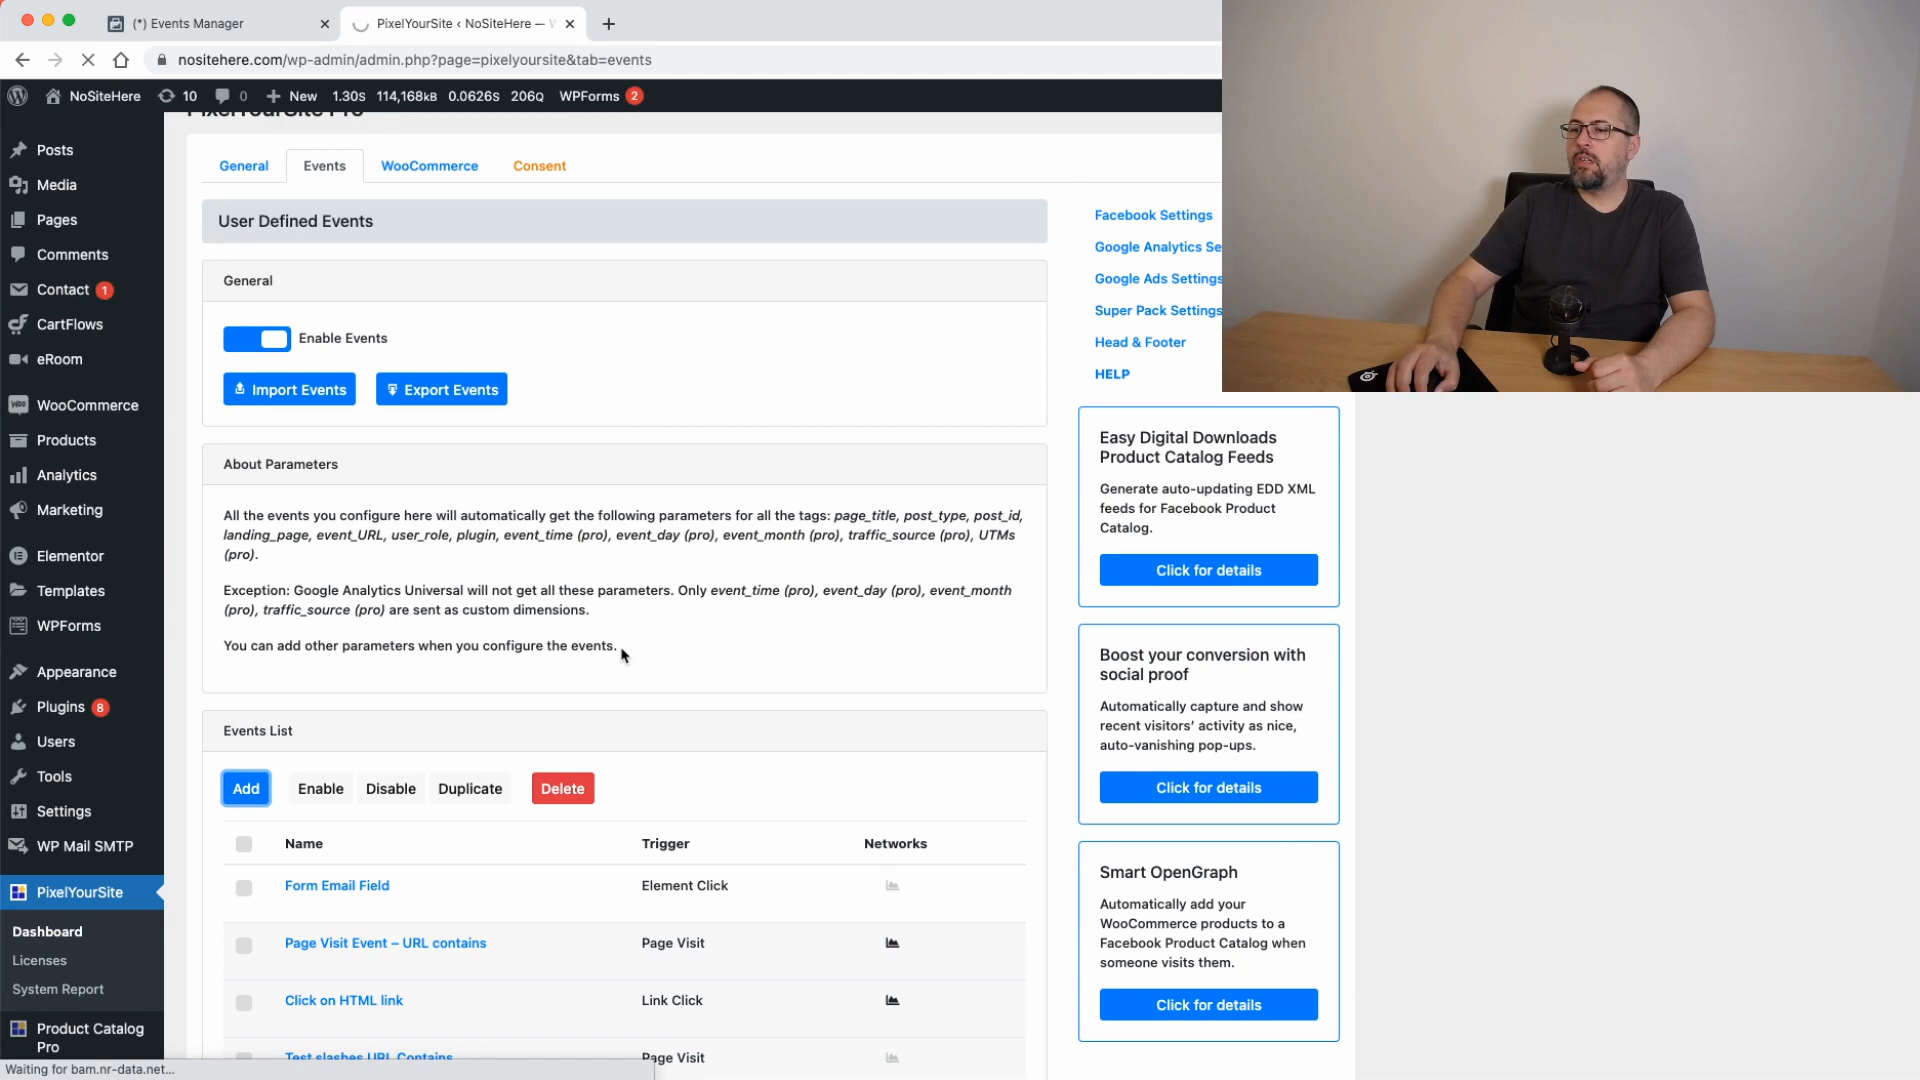 (*) Events Manager
PixelYourSite ‹ NoSiteHere —
nositehere.com/wp-admin/admin.php?page=pixelyoursite&tab=events
NoSiteHere 10 0 New 1.30S 114,168KB 0.0626S 206Q WPForms 2
PixelYourSite Pro
Posts
Media
Pages
Comments
Contact 1
CartFlows
eRoom
WooCommerce
Products
Analytics
Marketing
Elementor
Templates
WPForms
Appearance
Plugins 8
Users
Tools
Settings
WP Mail SMTP
PixelYourSite
Dashboard
Licenses
System Report
Product Catalog
Pro
Waiting for bam.nr-data.net...
General Events WooCommerce Consent
User Defined Events
General
Enable Events
Import Events Export Events
About Parameters
All the events you configure here will automatically get the following parameters for all the tags: page_title, post_type, post_id,
landing_page, event_URL, user_role, plugin, event_time (pro), event_day (pro), event_month (pro), traffic_source (pro), UTMs
(pro).
Exception: Google Analytics Universal will not get all these parameters. Only event_time (pro), event_day (pro), event_month
(pro), traffic_source (pro) are sent as custom dimensions.
You can add other parameters when you configure the events.
Events List
Add Enable Disable Duplicate Delete
Name Trigger Networks
Form Email Field Element Click
Page Visit Event – URL contains Page Visit
Click on HTML link Link Click
Test slashes URL Contains Page Visit
Facebook Settings
Google Analytics Se
Google Ads Settings
Super Pack Settings
Head & Footer
HELP
Easy Digital Downloads
Product Catalog Feeds
Generate auto-updating EDD XML
feeds for Facebook Product
Catalog.
Click for details
Boost your conversion with
social proof
Automatically capture and show
recent visitors’ activity as nice,
auto-vanishing pop-ups.
Click for details
Smart OpenGraph
Automatically add your
WooCommerce products to a
Facebook Product Catalog when
someone visits them.
Click for details